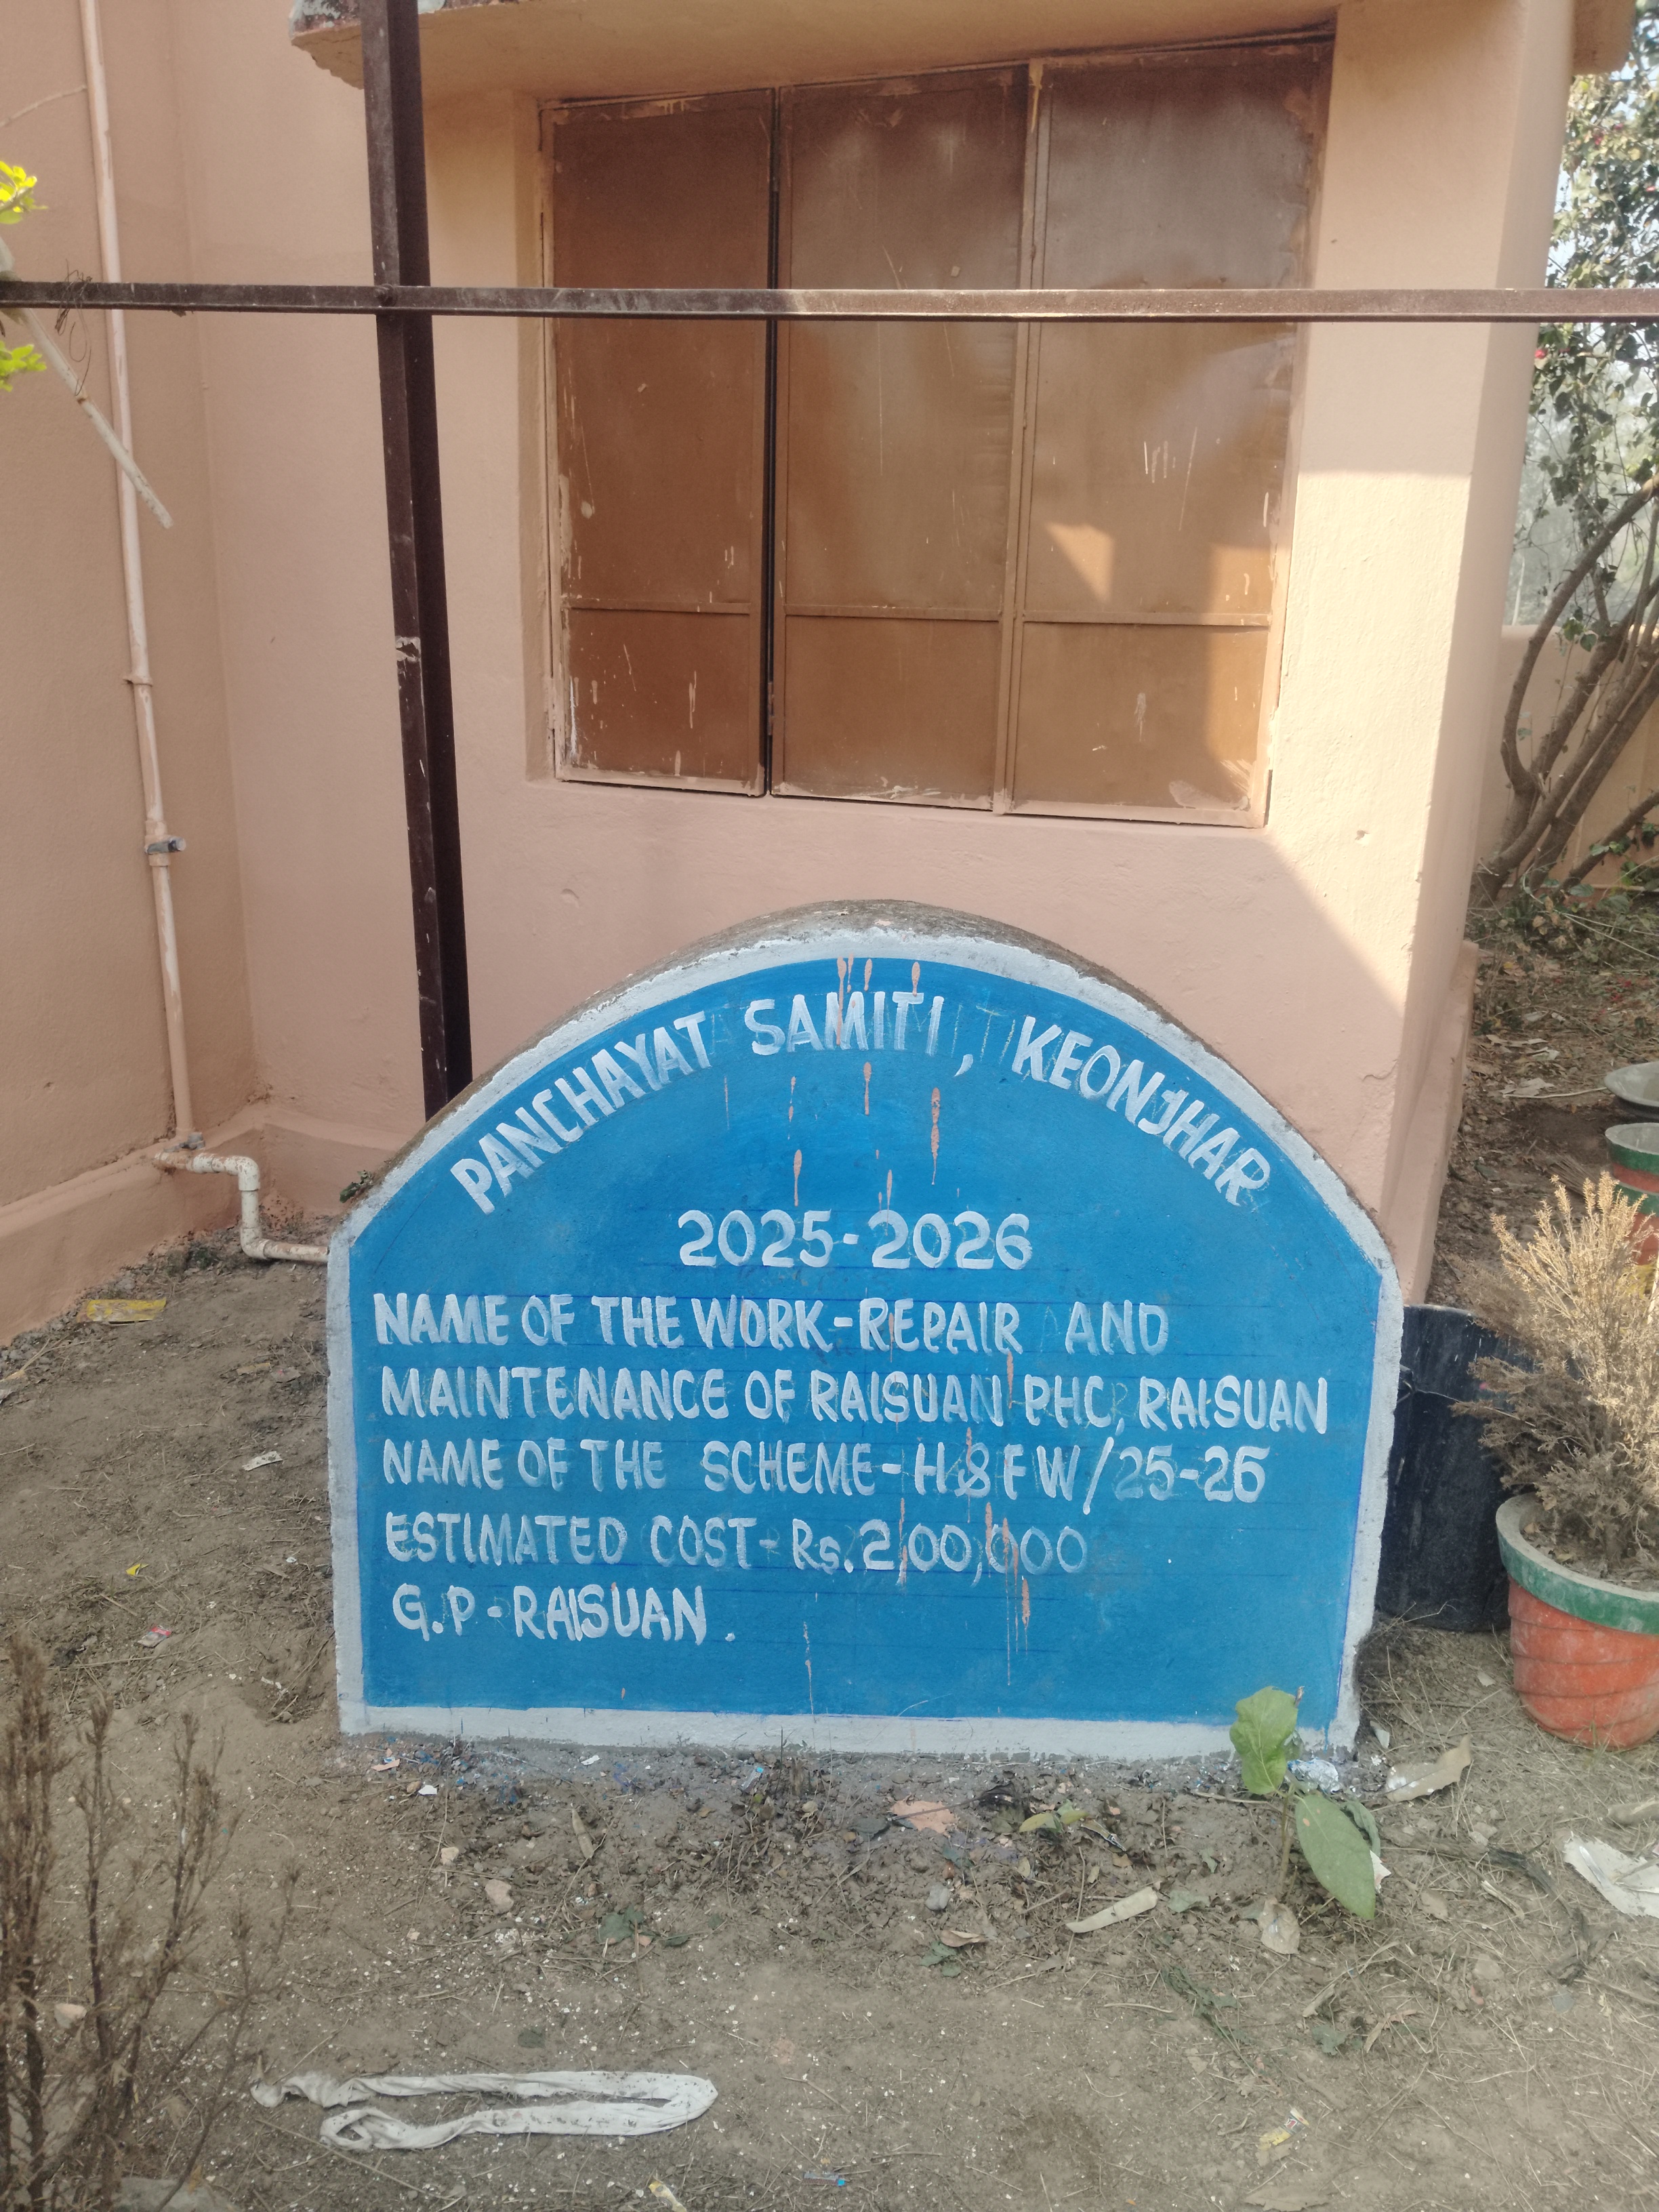 PANCHAYAT SAMITI, KEONJHAR
2025-2026
NAME OF THE WORK-REPAIR AND
MAINTENANCE OF RAISUAN PHC, RAISUAN
NAME OF THE SCHEME-H&FW/25-26
ESTIMATED COST-Rs.2,00,000
G.P-RAISUAN.